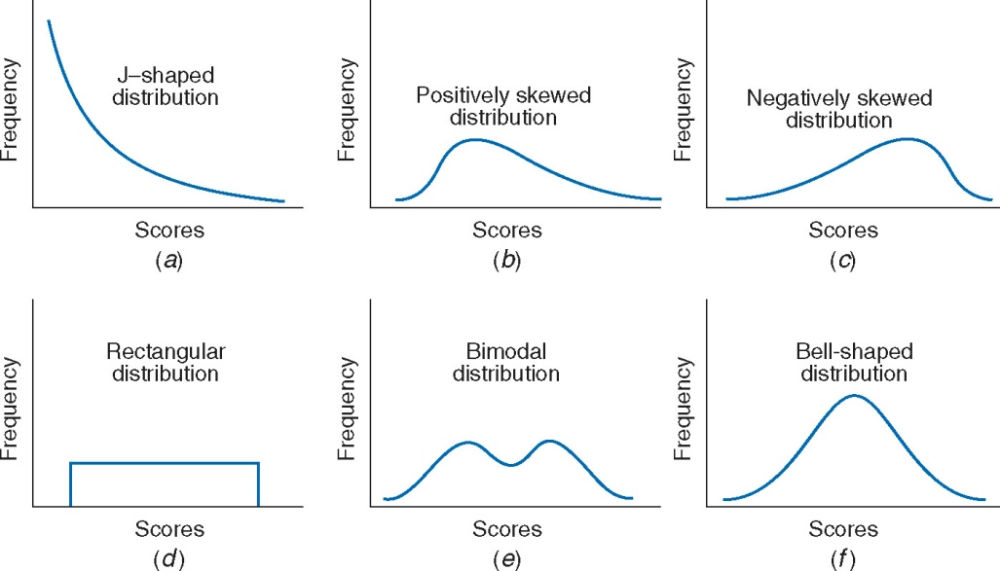 Frequency
J–shaped
distribution
Scores
(a)
Frequency
Positively skewed
distribution
Scores
(b)
Frequency
Negatively skewed
distribution
Scores
(c)
Frequency
Rectangular
distribution
Scores
(d)
Frequency
Bimodal
distribution
Scores
(e)
Frequency
Bell-shaped
distribution
Scores
(f)